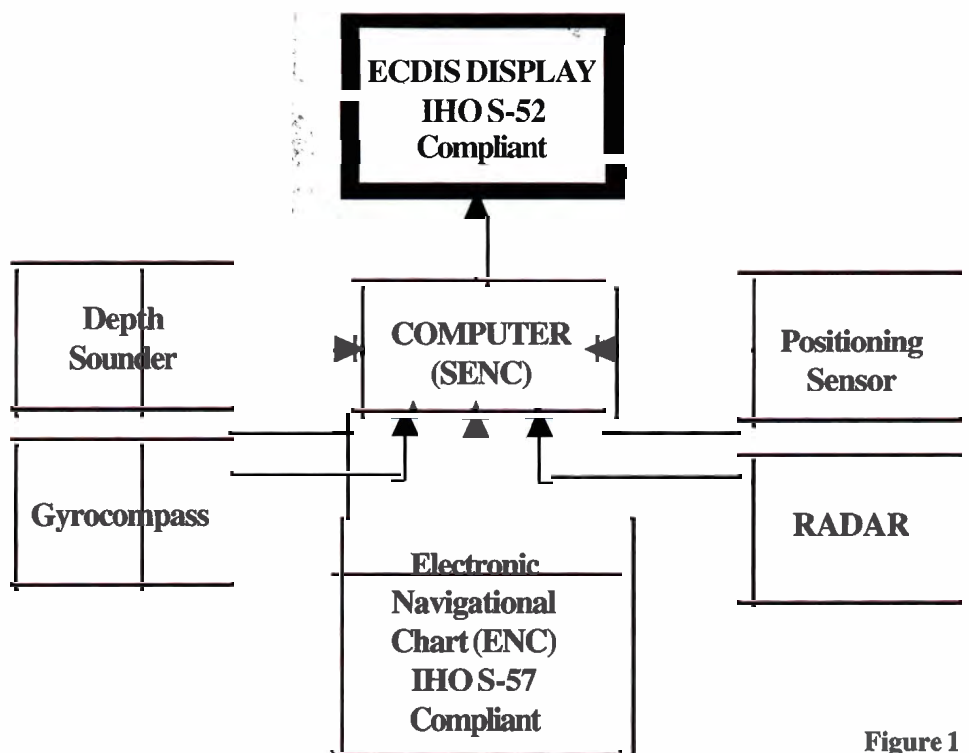 ECDIS DISPLAY
IHO S-52
Compliant
Depth
Sounder
COMPUTER
(SENC)
Positioning
Sensor
Gyrocompass
RADAR
Electronic
Navigational
Chart (ENC)
IHO S-57
Compliant
Figure 1